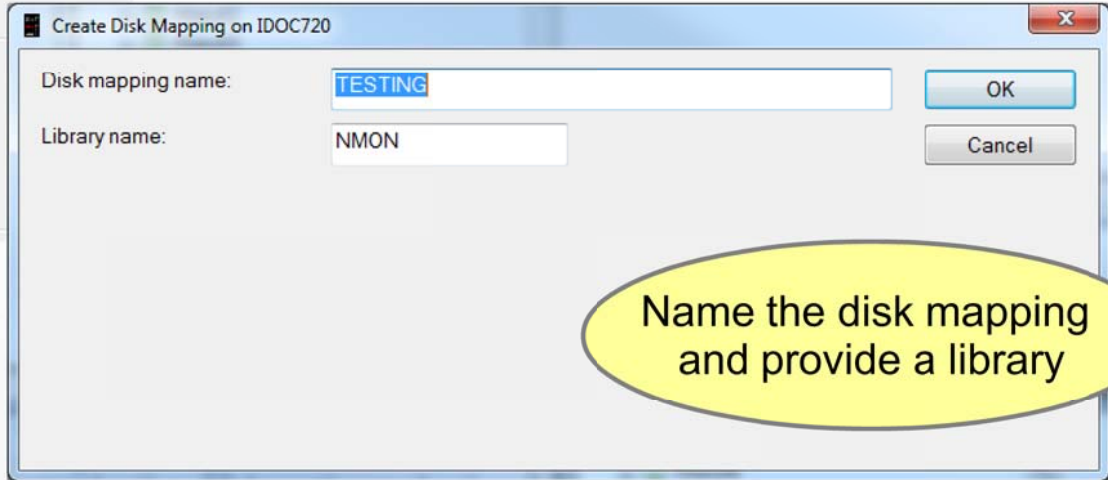 Create Disk Mapping on IDOC720
Disk mapping name:
TESTING
OK
Library name:
NMON
Cancel
Name the disk mapping
and provide a library